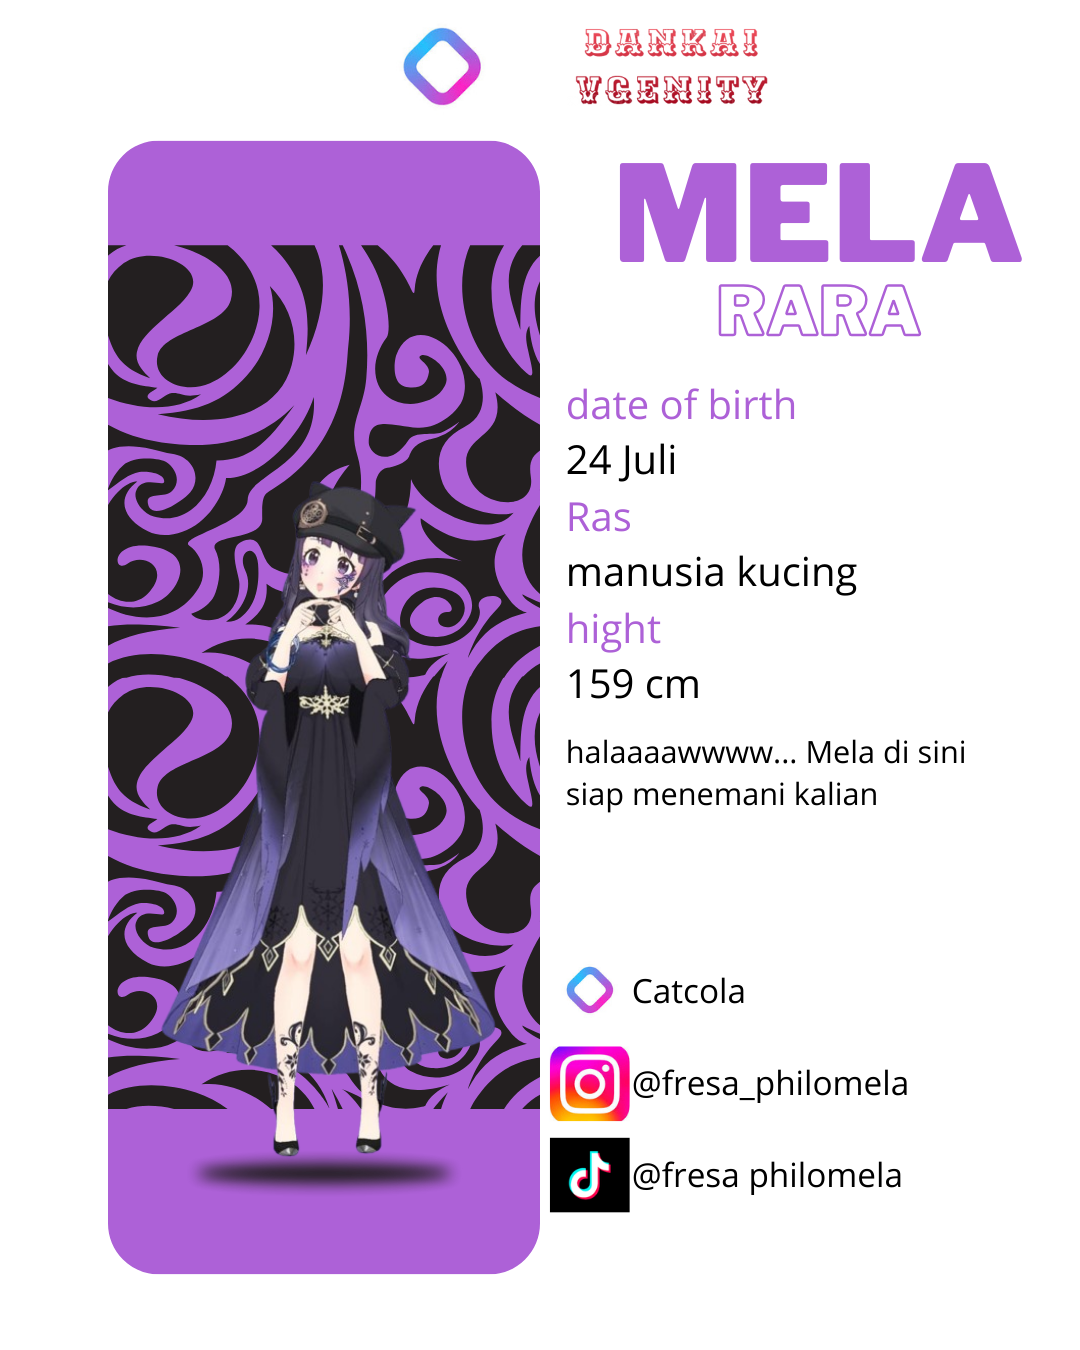 DANKAI
VGENITY
MELA
RARA
date of birth
24 Juli
Ras
manusia kucing
hight
159 cm
halaaaawwww... Mela di sini
siap menemani kalian
Catcola
@fresa_philomela
@fresa philomela